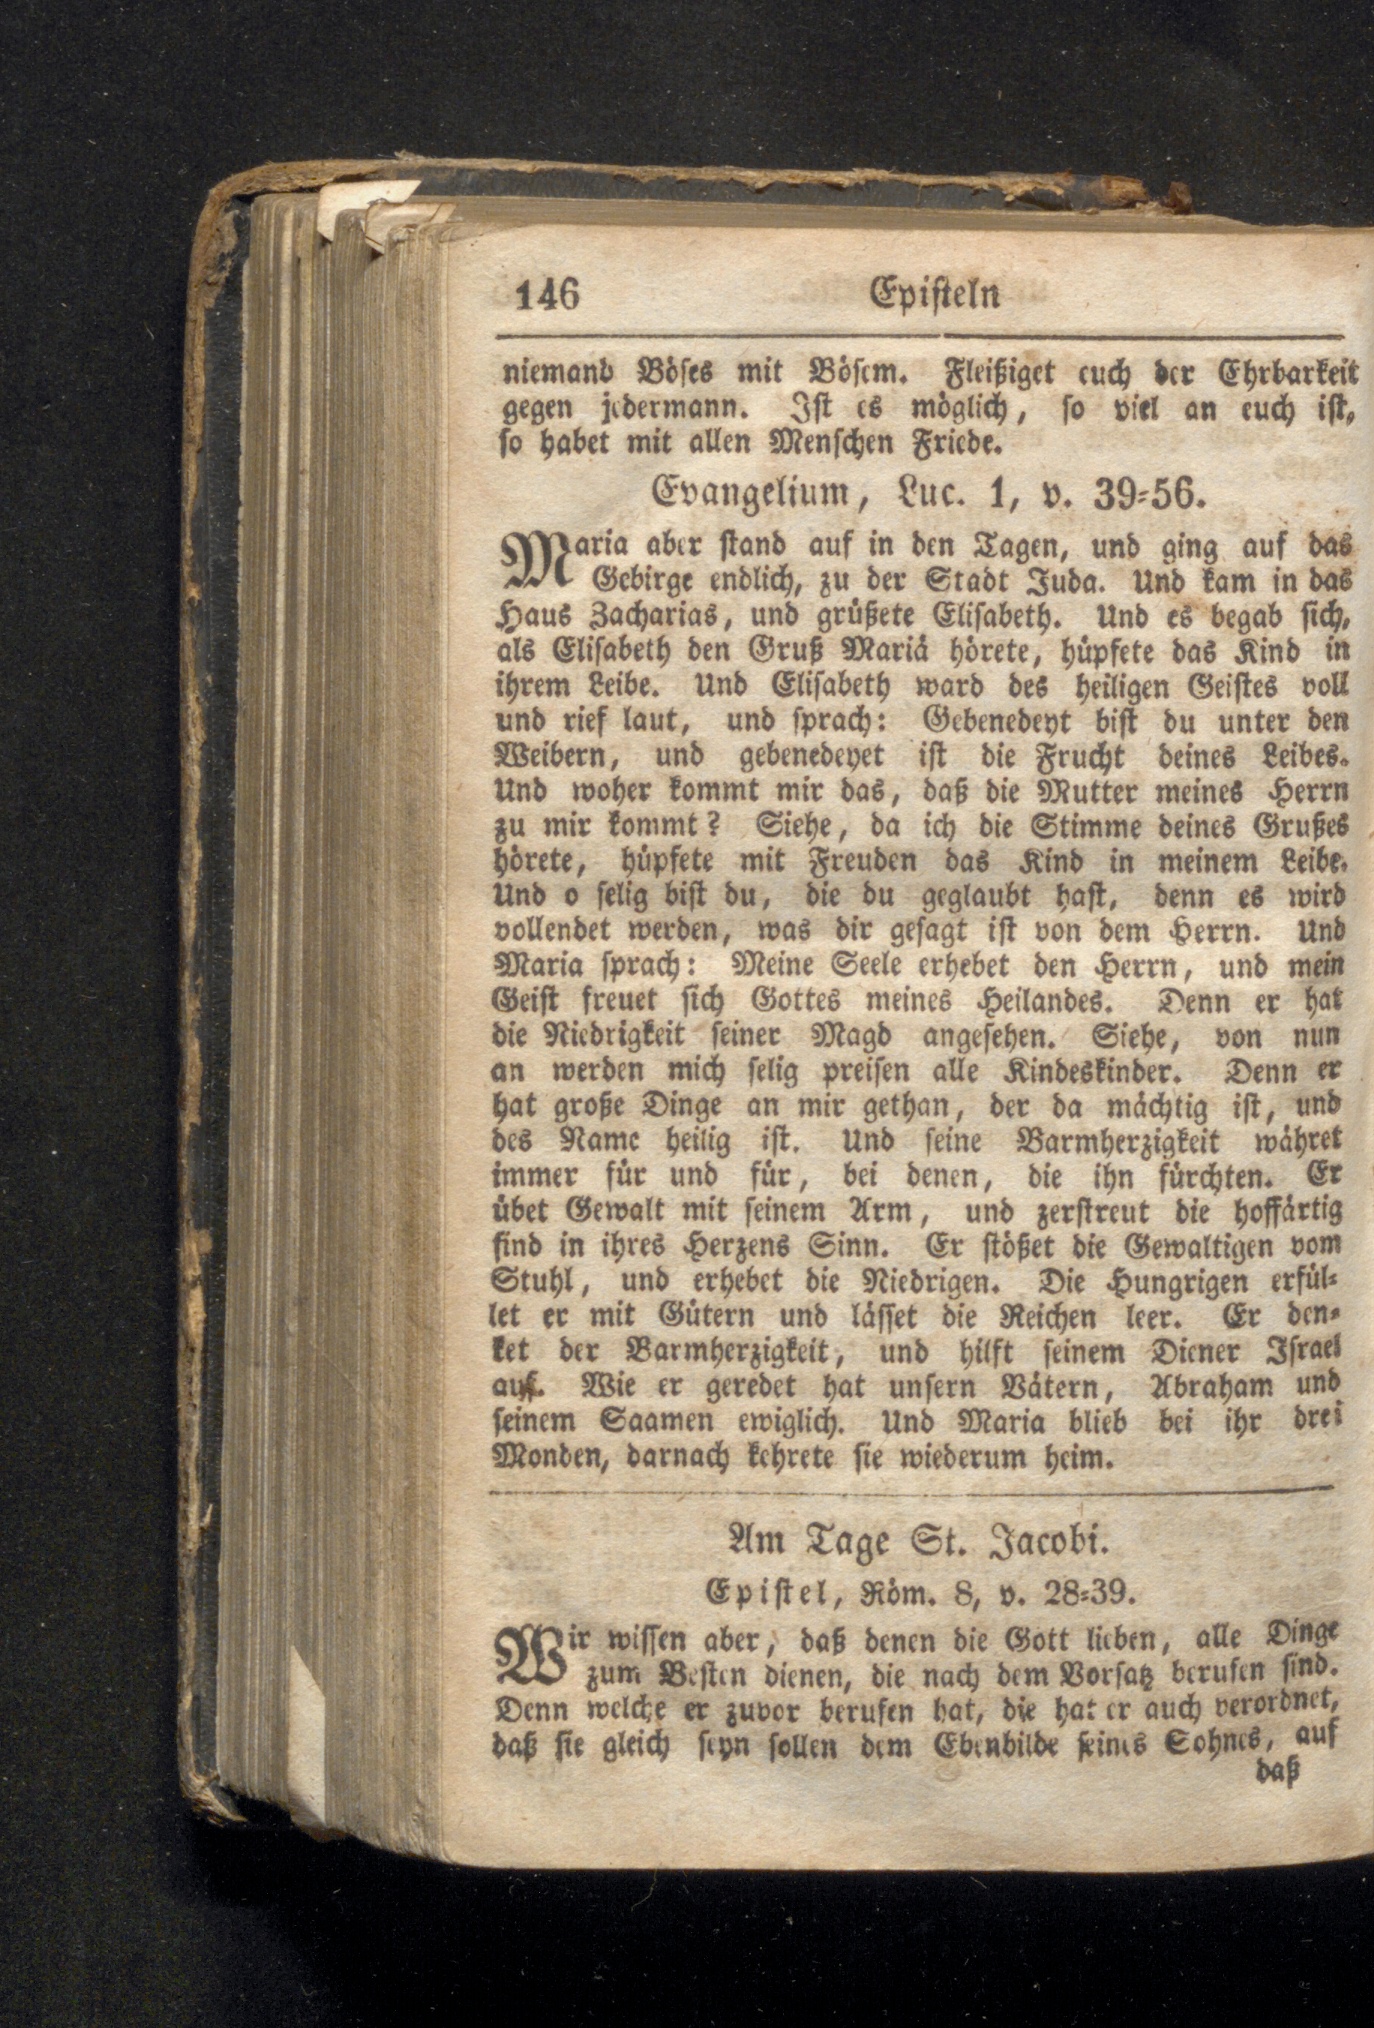 146 Episteln
niemand Böses mit Bösem. Fleißiget euch der Ehrbarkeit
gegen jedermann. Ist es möglich, so viel an euch ist,
so habet mit allen Menschen Friede.
Evangelium, Luc. 1, v. 39-56.
Maria aber stand auf in den Tagen, und ging auf das
Gebirge endlich, zu der Stadt Juda. Und kam in das
Haus Zacharias, und grüßete Elisabeth. Und es begab sich,
als Elisabeth den Gruß Mariä hörete, hüpfete das Kind in
ihrem Leibe. Und Elisabeth ward des heiligen Geistes voll
und rief laut, und sprach: Gebenedeyt bist du unter den
Weibern, und gebenedeyet ist die Frucht deines Leibes.
Und woher kommt mir das, daß die Mutter meines Herrn
zu mir kommt? Siehe, da ich die Stimme deines Grußes
hörete, hüpfete mit Freuden das Kind in meinem Leibe.
Und o selig bist du, die du geglaubt hast, denn es wird
vollendet werden, was dir gesagt ist von dem Herrn. Und
Maria sprach: Meine Seele erhebet den Herrn, und mein
Geist freuet sich Gottes meines Heilandes. Denn er hat
die Niedrigkeit seiner Magd angesehen. Siehe, von nun
an werden mich selig preisen alle Kindeskinder. Denn er
hat große Dinge an mir gethan, der da mächtig ist, und
des Name heilig ist. Und seine Barmherzigkeit währet
immer für und für, bei denen, die ihn fürchten. Er
übet Gewalt mit seinem Arm, und zerstreut die hoffärtig
sind in ihres Herzens Sinn. Er stößet die Gewaltigen vom
Stuhl, und erhebet die Niedrigen. Die Hungrigen erfül-
let er mit Gütern und lässet die Reichen leer. Er den-
ket der Barmherzigkeit, und hilft seinem Diener Israel
auf. Wie er geredet hat unsern Vätern, Abraham und
seinem Saamen ewiglich. Und Maria blieb bei ihr drei
Monden, darnach kehrete sie wiederum heim.
Am Tage St. Jacobi.
Epistel, Röm. 8, v. 28-39.
Wir wissen aber, daß denen die Gott lieben, alle Dinge
zum Besten dienen, die nach dem Vorsatz berufen sind.
Denn welche er zuvor berufen hat, die hat er auch verordnet,
daß sie gleich seyn sollen dem Ebenbilde seines Sohnes, auf
daß